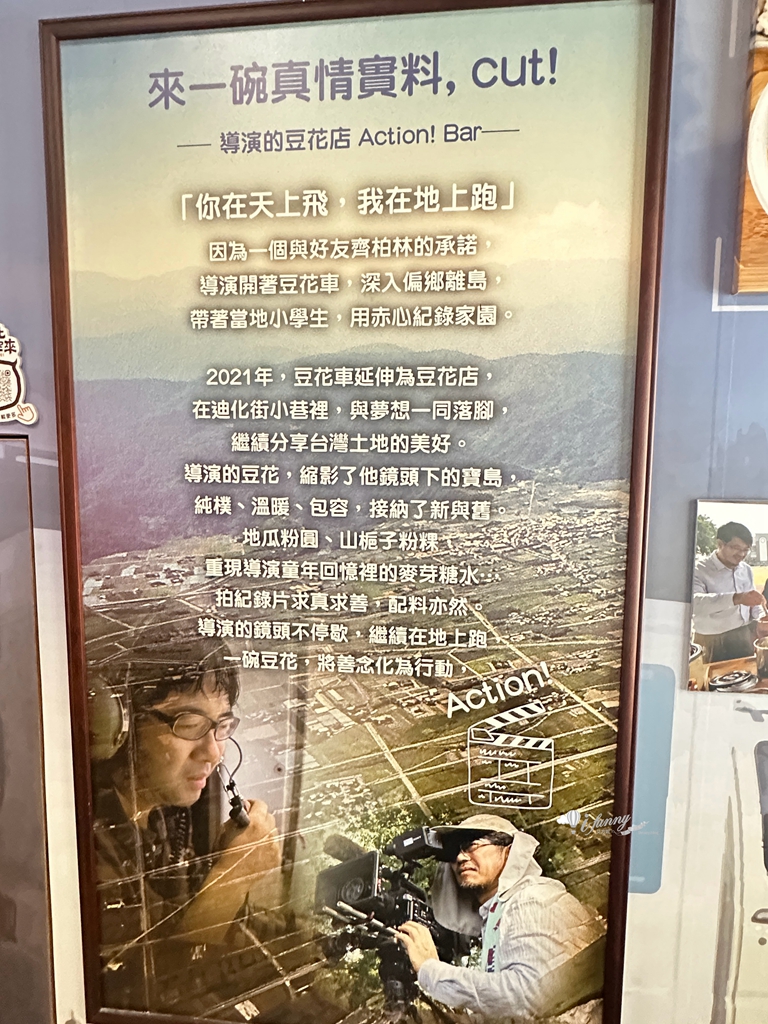 來一碗真情實料, cut!
—— 導演的豆花店 Action! Bar——
「你在天上飛，我在地上跑」
因為一個與好友齊柏林的承諾，
導演開著豆花車，深入偏鄉離島，
帶著當地小學生，用赤心紀錄家園。
2021年，豆花車延伸為豆花店，
在迪化街小巷裡，與夢想一同落腳，
繼續分享台灣土地的美好。
導演的豆花，縮影了他鏡頭下的寶島，
純樸、溫暖、包容，接納了新與舊。
地瓜粉圓、山梔子粉粿、
重現導演童年回憶裡的麥芽糖水…
拍紀錄片求真求善，配料亦然。
導演的鏡頭不停歇，繼續在地上跑，
一碗豆花，將善念化為行動，
Action!
fanny